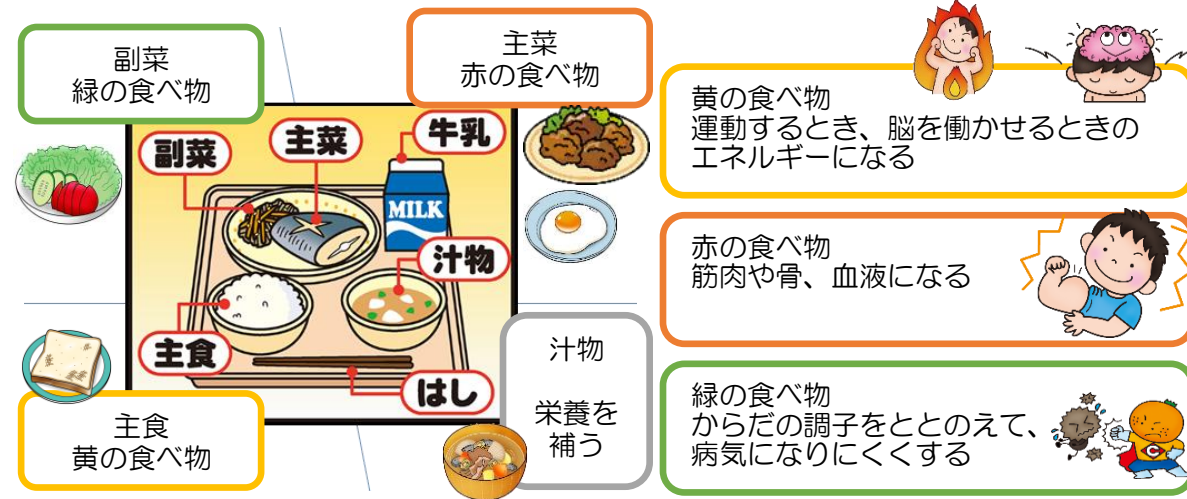 副菜
緑の食べ物
主菜
赤の食べ物
副菜
主菜
牛乳
MILK
汁物
主食
はし
主食
黄の食べ物
汁物
栄養を
補う
黄の食べ物
運動するとき、脳を働かせるときの
エネルギーになる
赤の食べ物
筋肉や骨、血液になる
緑の食べ物
からだの調子をととのえて、
病気になりにくくする
C